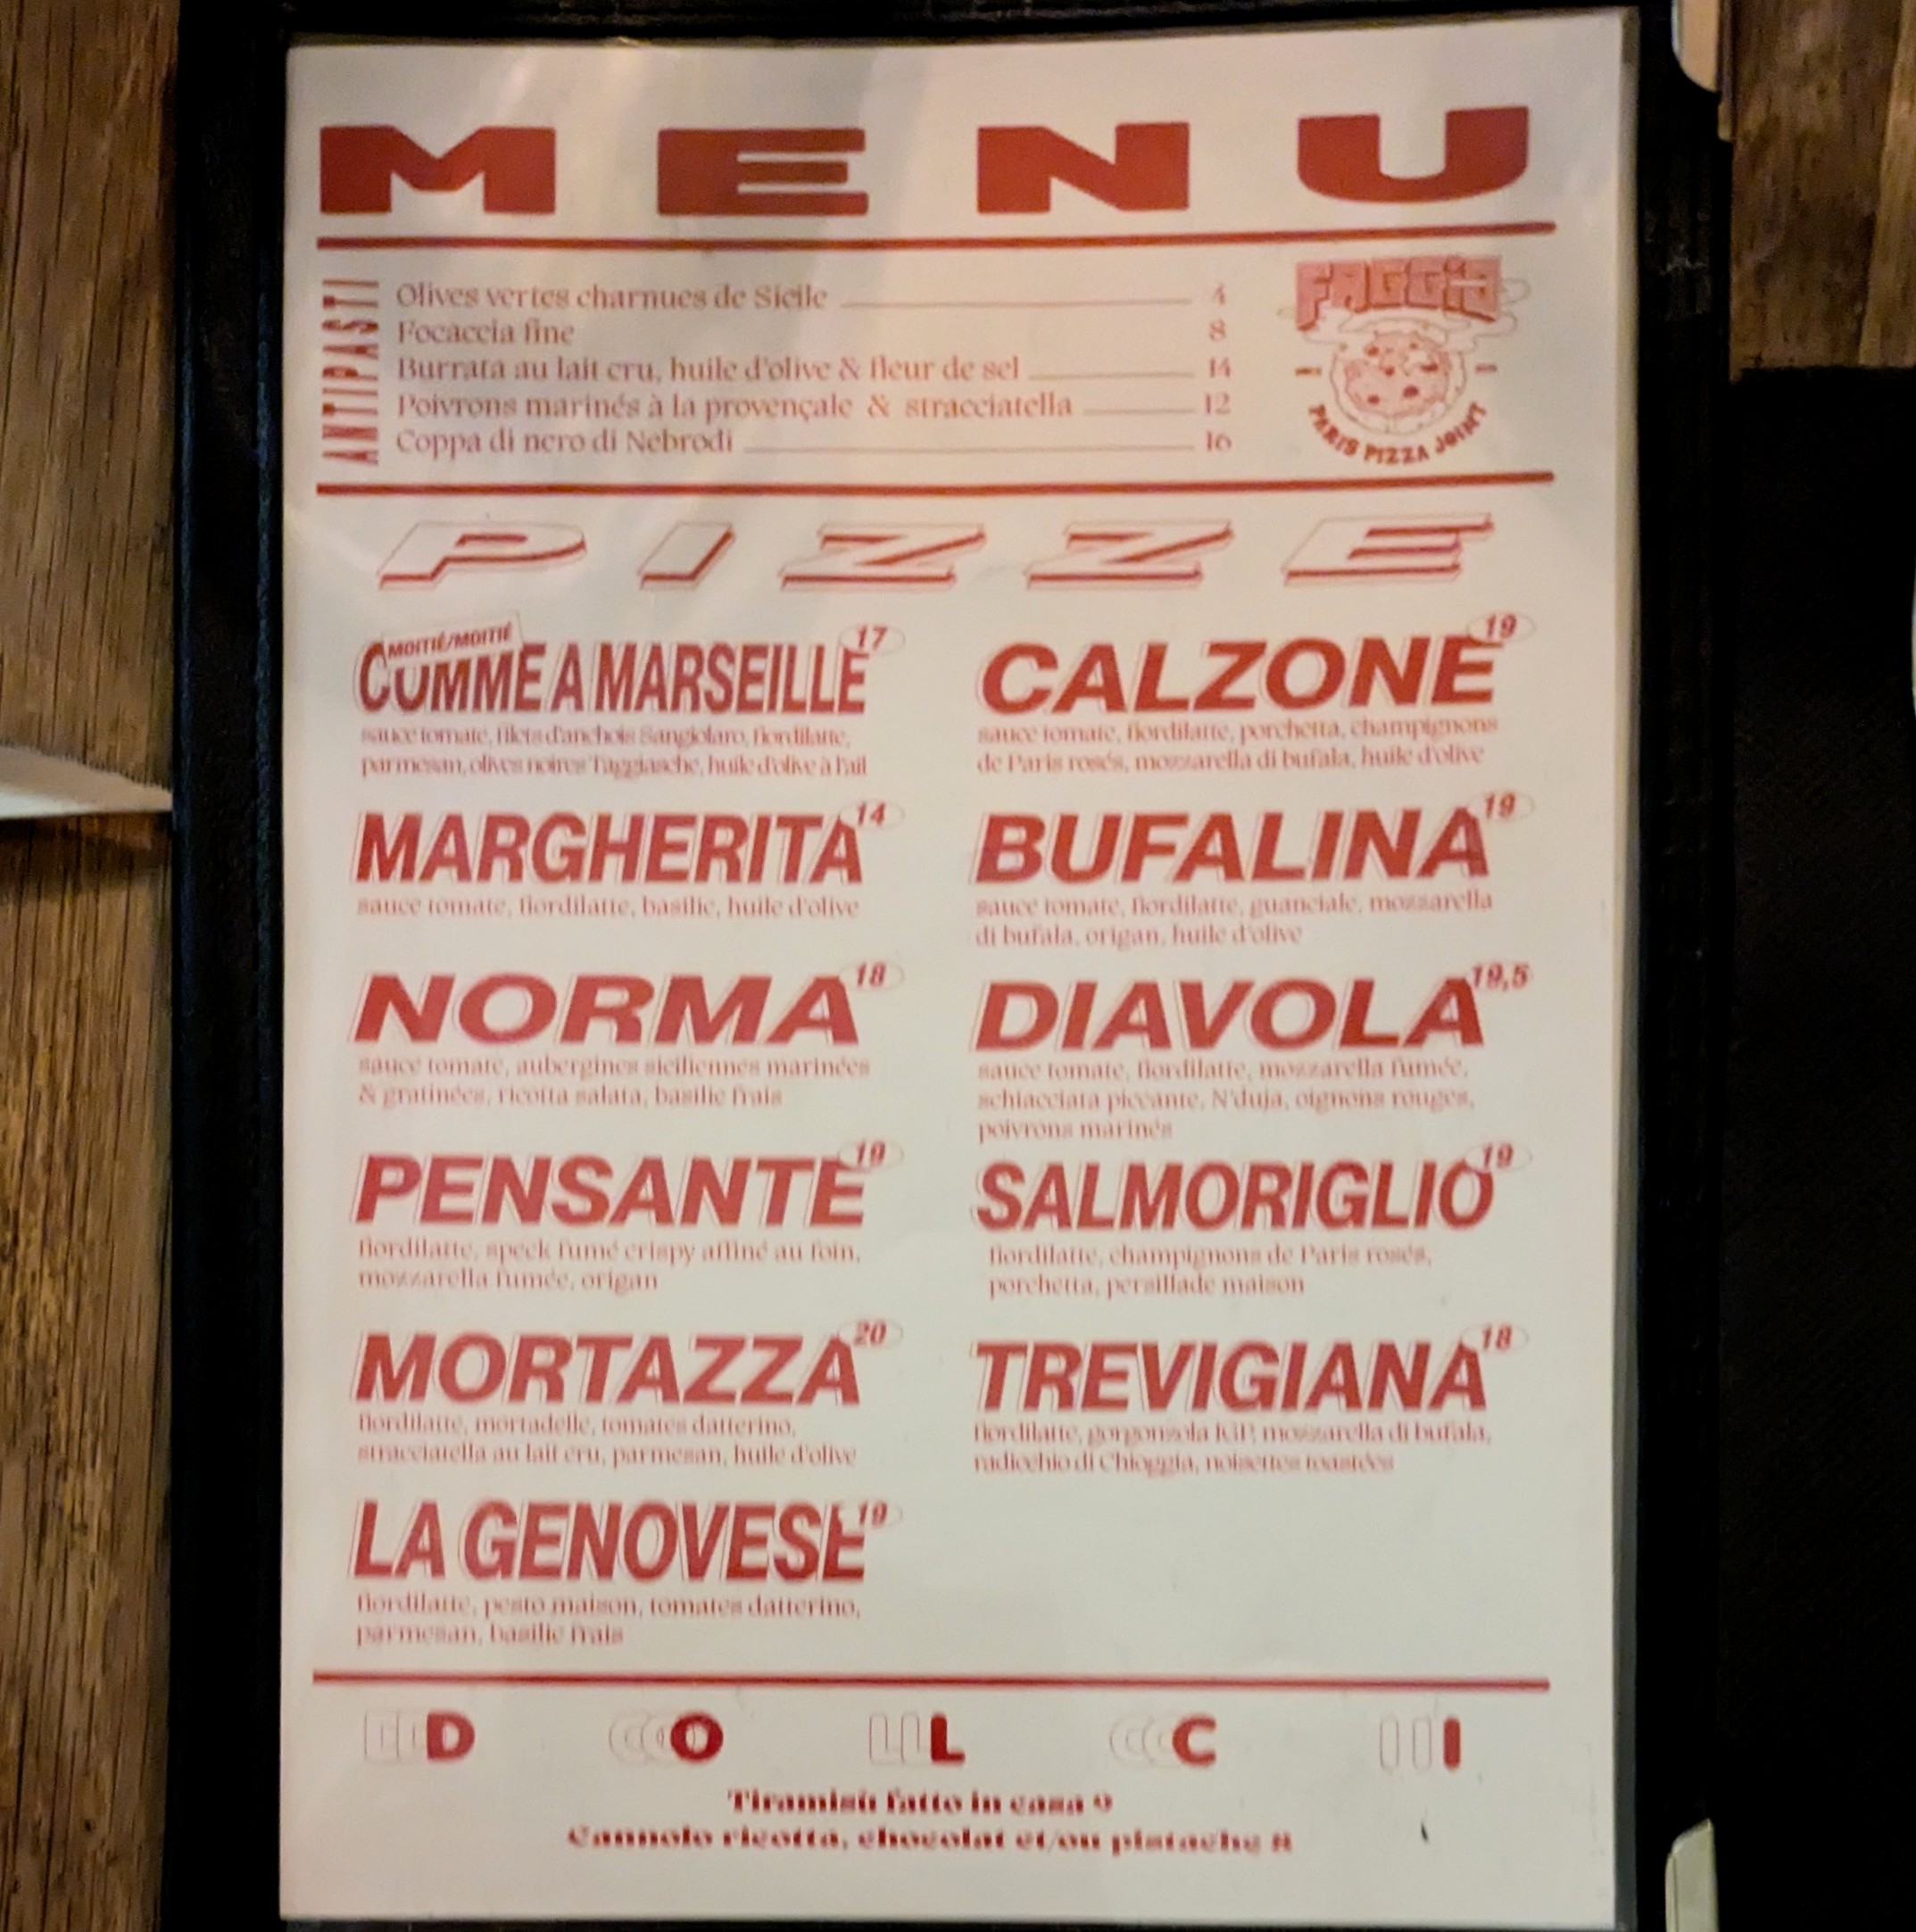 MENU
ANTIPASTI
Olives vertes charnues de Sicile 4
Focaccia fine 8
Burrata au lait cru, huile d'olive & fleur de sel 14
Poivrons marinés à la provençale & stracciatella 12
Coppa di nero di Nebrodi 16
FAGGIO
PARIS PIZZA JOINT
PIZZE
MOITIÉ/MOITIÉ
COMME A MARSEILLE 17
sauce tomate, filets d'anchois Sangiolaro, fiordilatte,
parmesan, olives noires Taggiasche, huile d'olive à l'ail
MARGHERITA 14
sauce tomate, fiordilatte, basilic, huile d'olive
NORMA 18
sauce tomate, aubergines siciliennes marinées
& gratinées, ricotta salata, basilic frais
PENSANTE 19
fiordilatte, speck fumé crispy affiné au foin,
mozzarella fumée, origan
MORTAZZA 20
fiordilatte, mortadelle, tomates datterino,
stracciatella au lait cru, parmesan, huile d'olive
LA GENOVESE 19
fiordilatte, pesto maison, tomates datterino,
parmesan, basilic frais
CALZONE 19
sauce tomate, fiordilatte, porchetta, champignons
de Paris rosés, mozzarella di bufala, huile d'olive
BUFALINA 19
sauce tomate, fiordilatte, guanciale, mozzarella
di bufala, origan, huile d'olive
DIAVOLA 19,5
sauce tomate, fiordilatte, mozzarella fumée,
schiacciata piccante, N'duja, oignons rouges,
poivrons marinés
SALMORIGLIO 19
fiordilatte, champignons de Paris rosés,
porchetta, persillade maison
TREVIGIANA 18
fiordilatte, gorgonzola IGP, mozzarella di bufala,
radicchio di Chioggia, noisettes toastées
DOLCI
Tiramisù fatto in casa 9
Cannolo ricotta, chocolat et/ou pistache 8